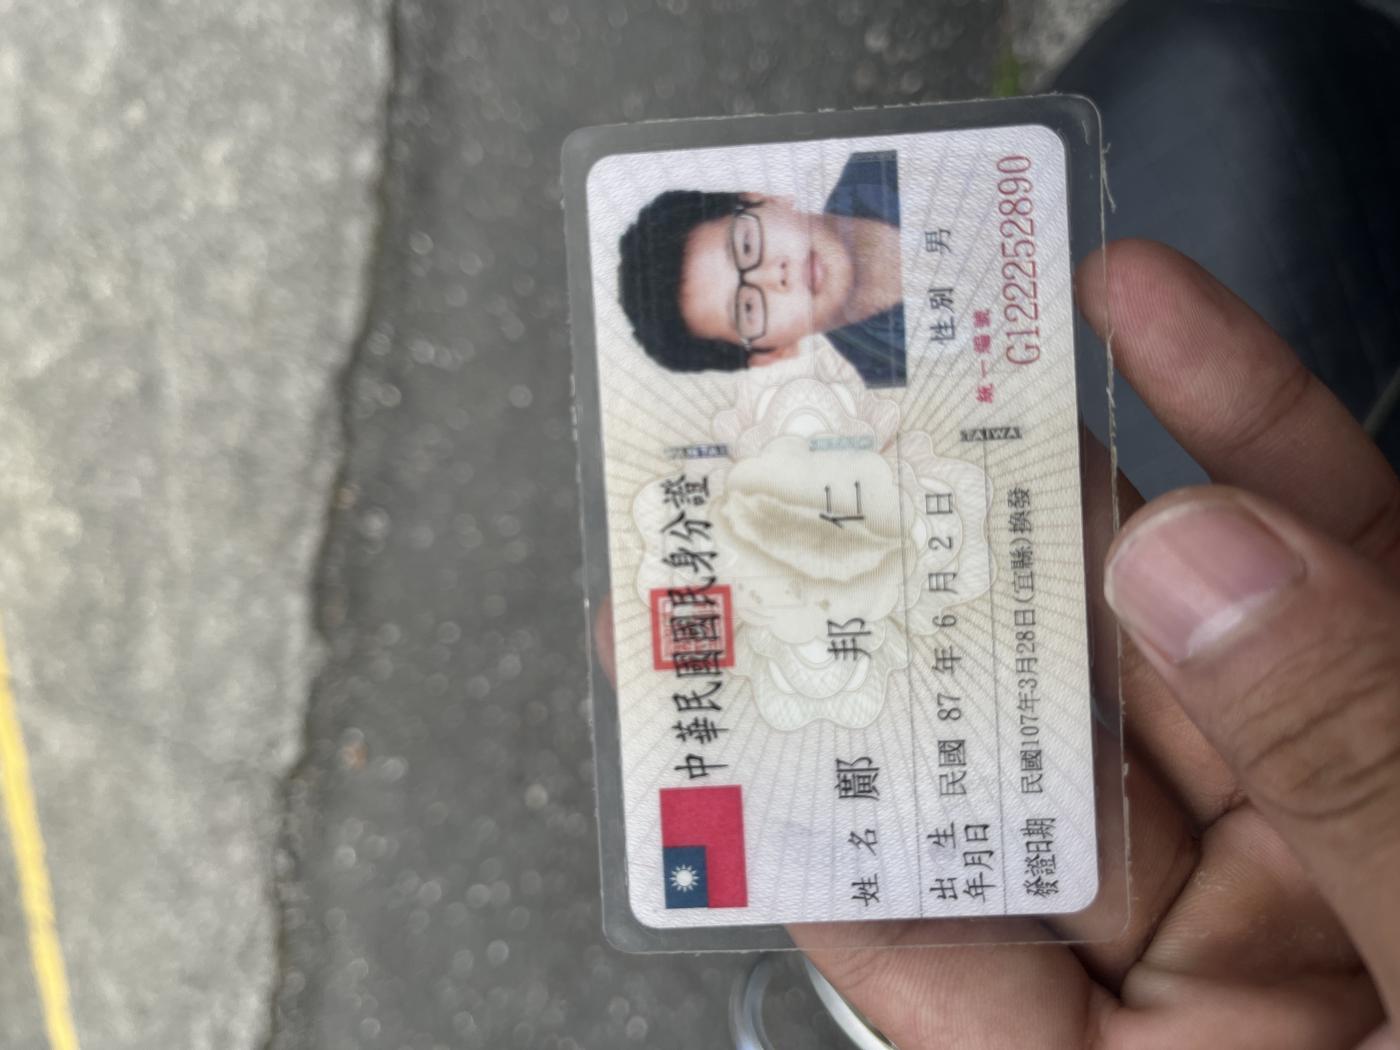 中華民國國民身分證
姓名 鄺邦仁
出生年月日 民國 87 年 6 月 2 日
性別 男
統一編號
G122252890
發證日期 民國107年3月28日(宜縣)換發
TAIWA